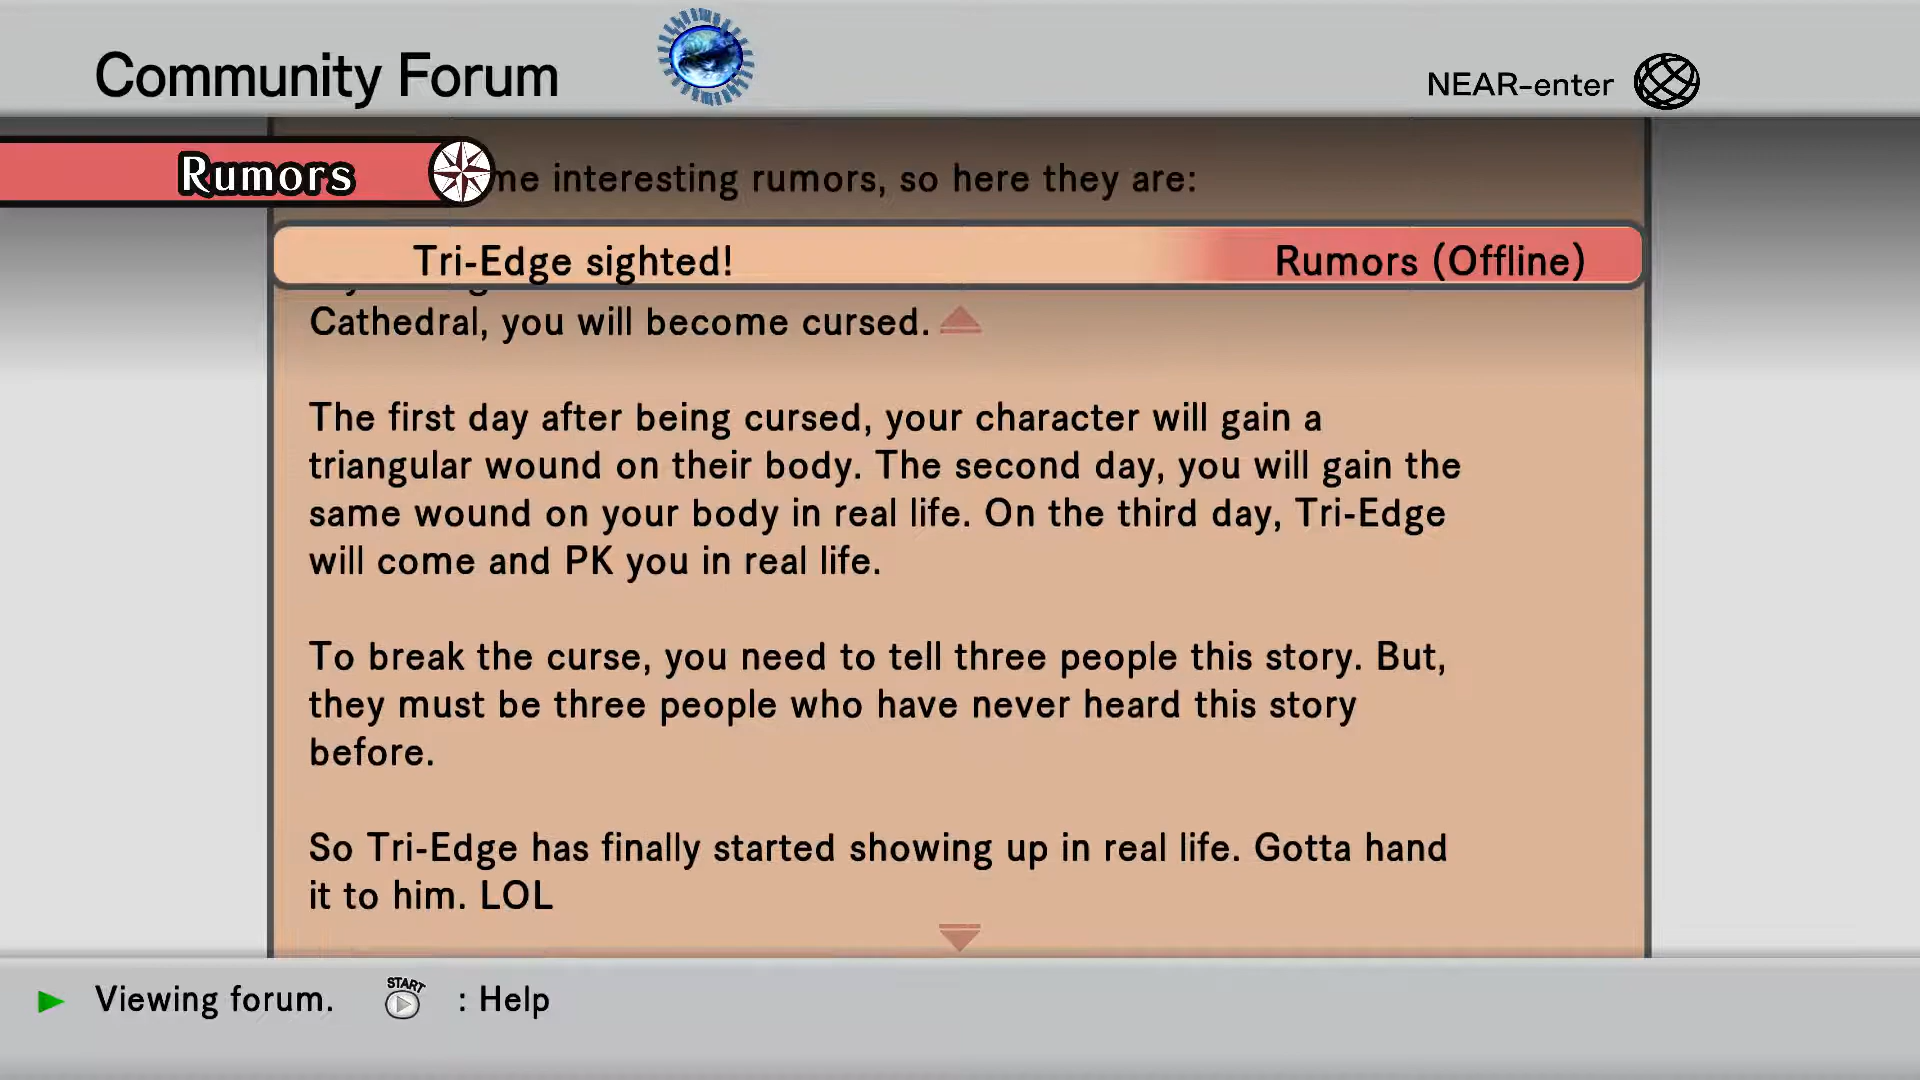 Community Forum
NEAR-enter
Rumors
me interesting rumors, so here they are:
Tri-Edge sighted!
Rumors (Offline)
Cathedral, you will become cursed.
The first day after being cursed, your character will gain a
triangular wound on their body. The second day, you will gain the
same wound on your body in real life. On the third day, Tri-Edge
will come and PK you in real life.
To break the curse, you need to tell three people this story. But,
they must be three people who have never heard this story
before.
So Tri-Edge has finally started showing up in real life. Gotta hand
it to him. LOL
Viewing forum.
START
: Help